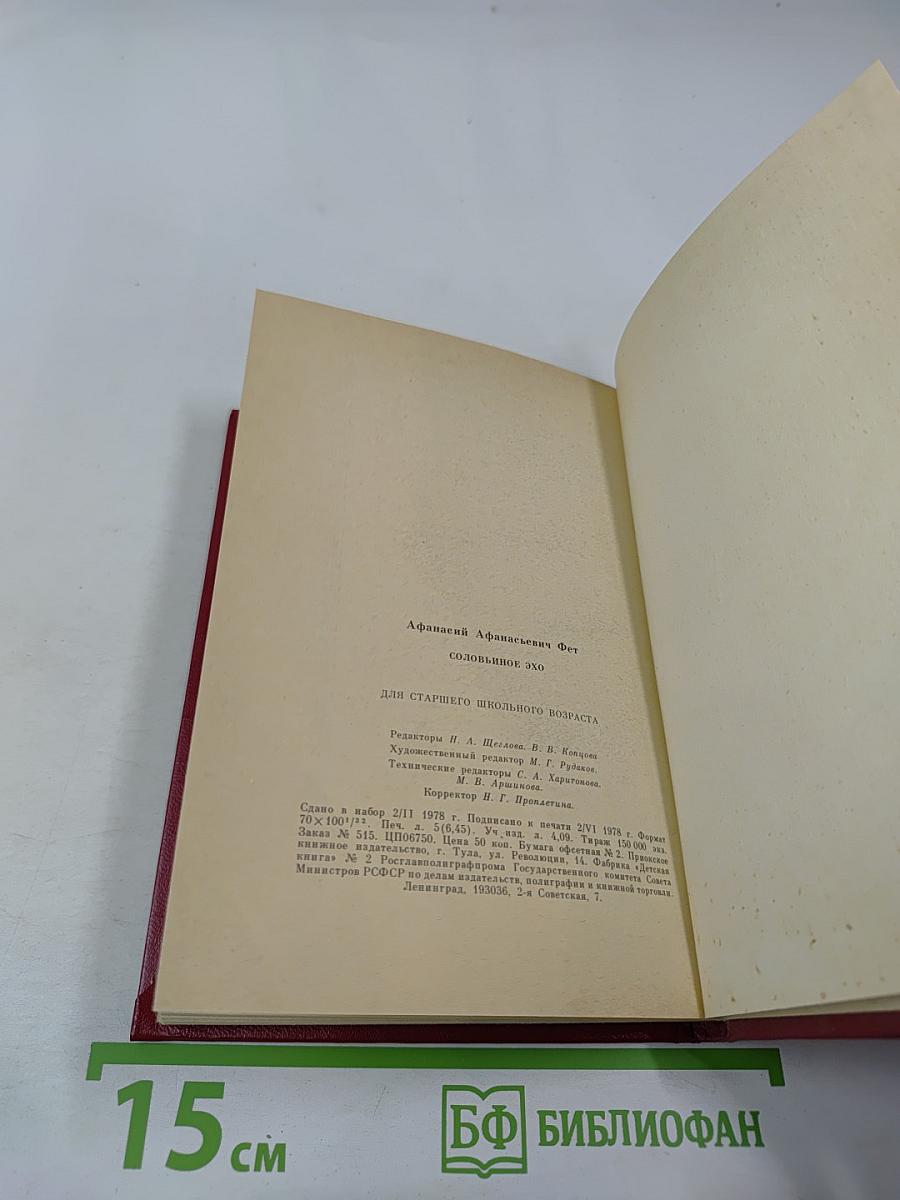 Афанасий Афанасьевич Фет
СОЛОВЬИНОЕ ЭХО
ДЛЯ СТАРШЕГО ШКОЛЬНОГО ВОЗРАСТА
Редакторы Н. А. Щеглова, В. В. Копцова
Художественный редактор М. Г. Рудаков.
Технические редакторы С. А. Харитонова,
М. В. Аршинова.
Корректор Н. Г. Проплетина.
Сдано в набор 2/II 1978 г. Подписано к печати 2/VI 1978 г. Формат
70×100¹/³². Печ. л. 5(6,45). Уч. изд. л. 4,09. Тираж 150 000 экз.
Заказ № 515. ЦП06750. Цена 50 коп. Бумага офсетная № 2. Приокское
книжное издательство, г. Тула, ул. Революции, 14. Фабрика «Детская
книга» № 2 Росглавполиграфпрома Государственного комитета Совета
Министров РСФСР по делам издательств, полиграфии и книжной торговли.
Ленинград, 193036, 2-я Советская, 7.
15 см
БФ БИБЛИОФАН